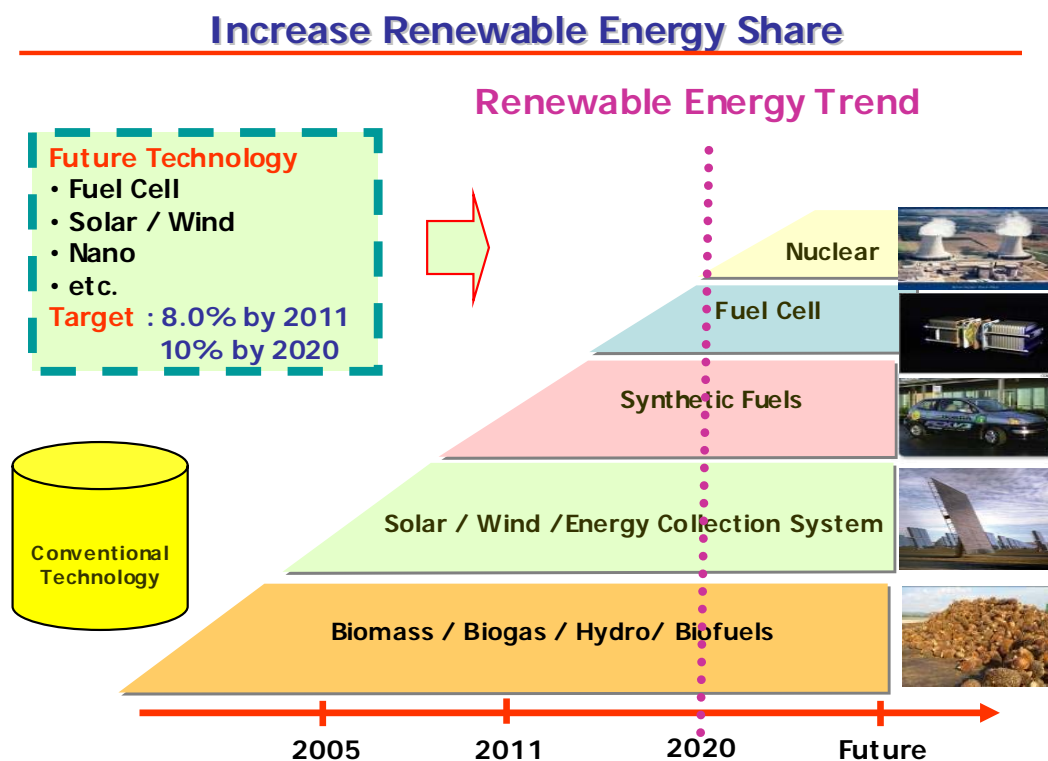 Increase Renewable Energy Share
Renewable Energy Trend
Future Technology
• Fuel Cell
• Solar / Wind
• Nano
• etc.
Target : 8.0% by 2011
10% by 2020
Nuclear
Fuel Cell
Synthetic Fuels
Solar / Wind /Energy Collection System
Conventional
Technology
Biomass / Biogas / Hydro/ Biofuels
2005
2011
2020
Future